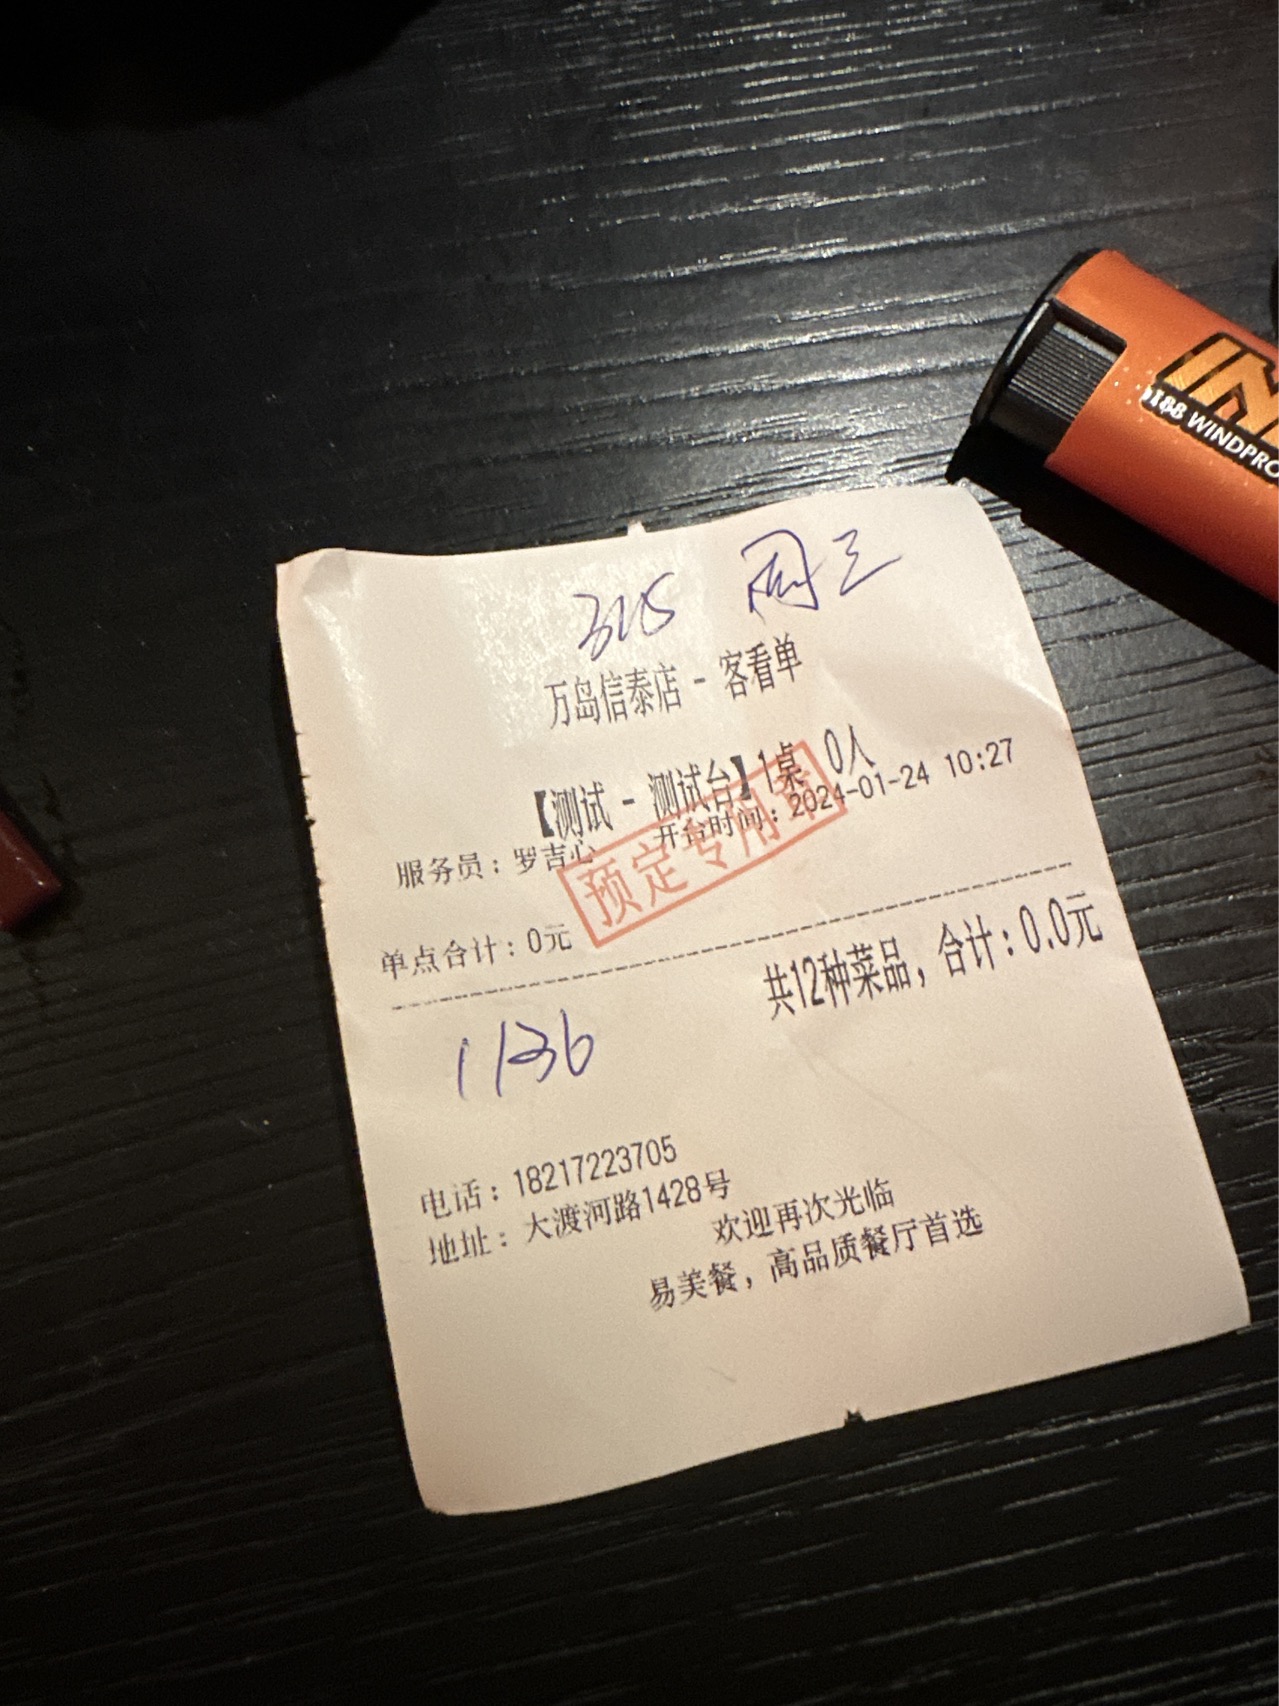 IN
1188 WINDPRO
315 周三
万岛信泰店 - 客看单
【测试 - 测试台】1桌 0人
服务员：罗吉心 开台时间：2024-01-24 10:27
预定专用章
单点合计：0元
共12种菜品，合计：0.0元
1136
电话：18217223705
地址：大渡河路1428号
欢迎再次光临
易美餐，高品质餐厅首选